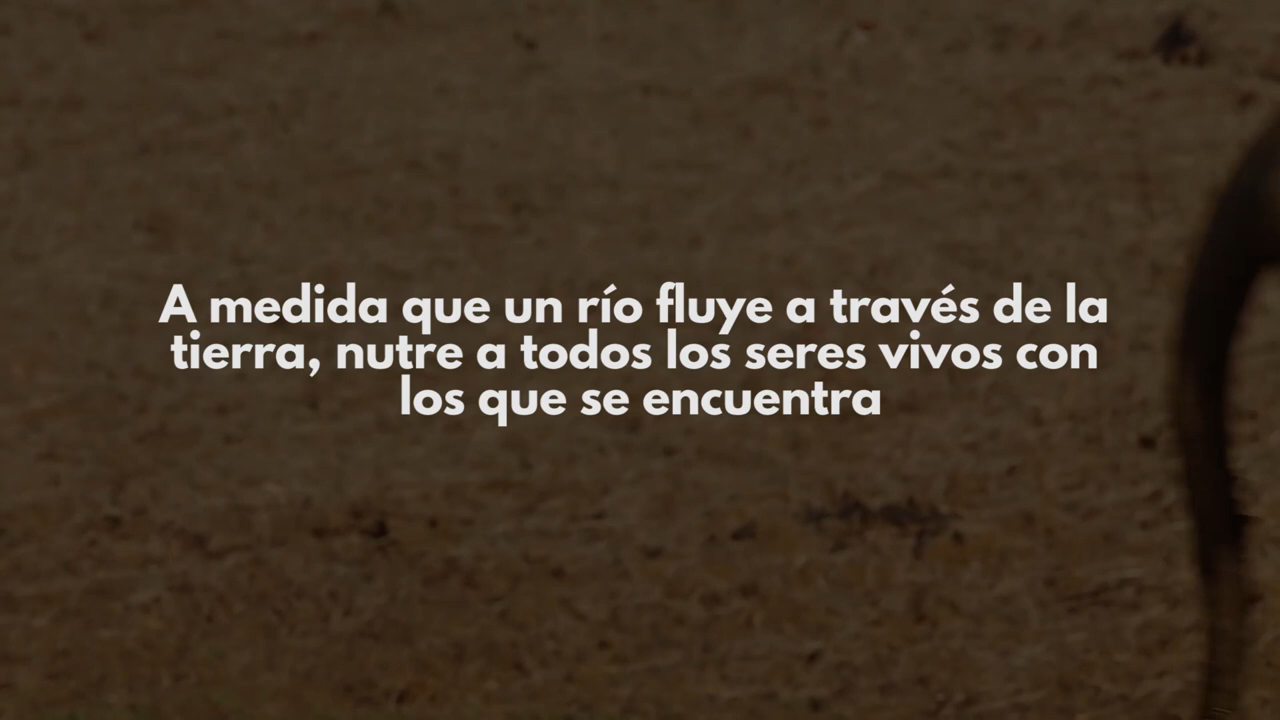 A medida que un río fluye a través de la
tierra, nutre a todos los seres vivos con
los que se encuentra